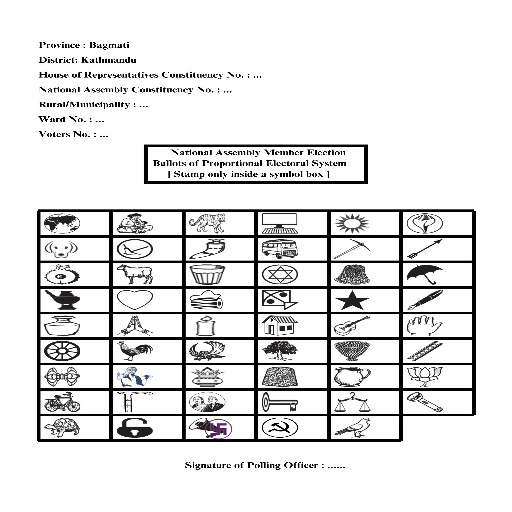 Province : Bagmati
District: Kathmandu
House of Representatives Constituency No. : ...
National Assembly Constituency No. : ...
Rural/Municipality : ...
Ward No. : ...
Voters No. : ...
National Assembly Member Election
Ballots of Proportional Electoral System
[ Stamp only inside a symbol box ]
Signature of Polling Officer : ......